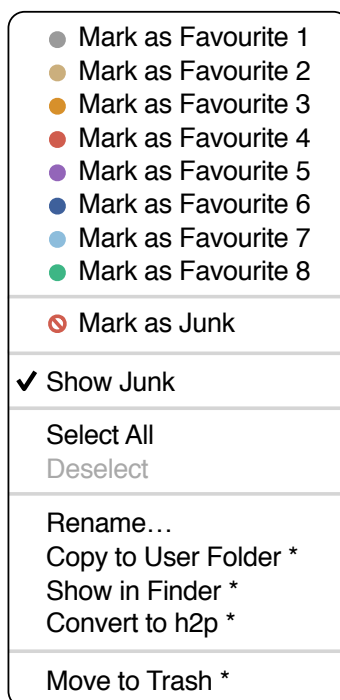 Mark as Favourite 1
Mark as Favourite 2
Mark as Favourite 3
Mark as Favourite 4
Mark as Favourite 5
Mark as Favourite 6
Mark as Favourite 7
Mark as Favourite 8
Mark as Junk
✓ Show Junk
Select All
Deselect
Rename…
Copy to User Folder *
Show in Finder *
Convert to h2p *
Move to Trash *